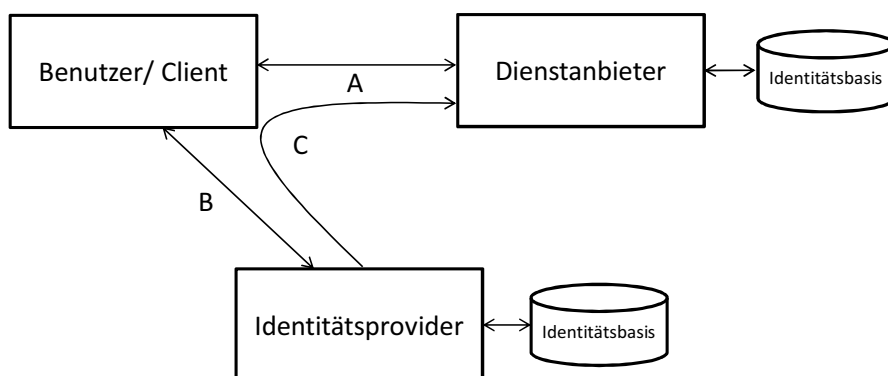 Benutzer/ Client
Dienstanbieter
Identitätsbasis
A
C
B
Identitätsprovider
Identitätsbasis